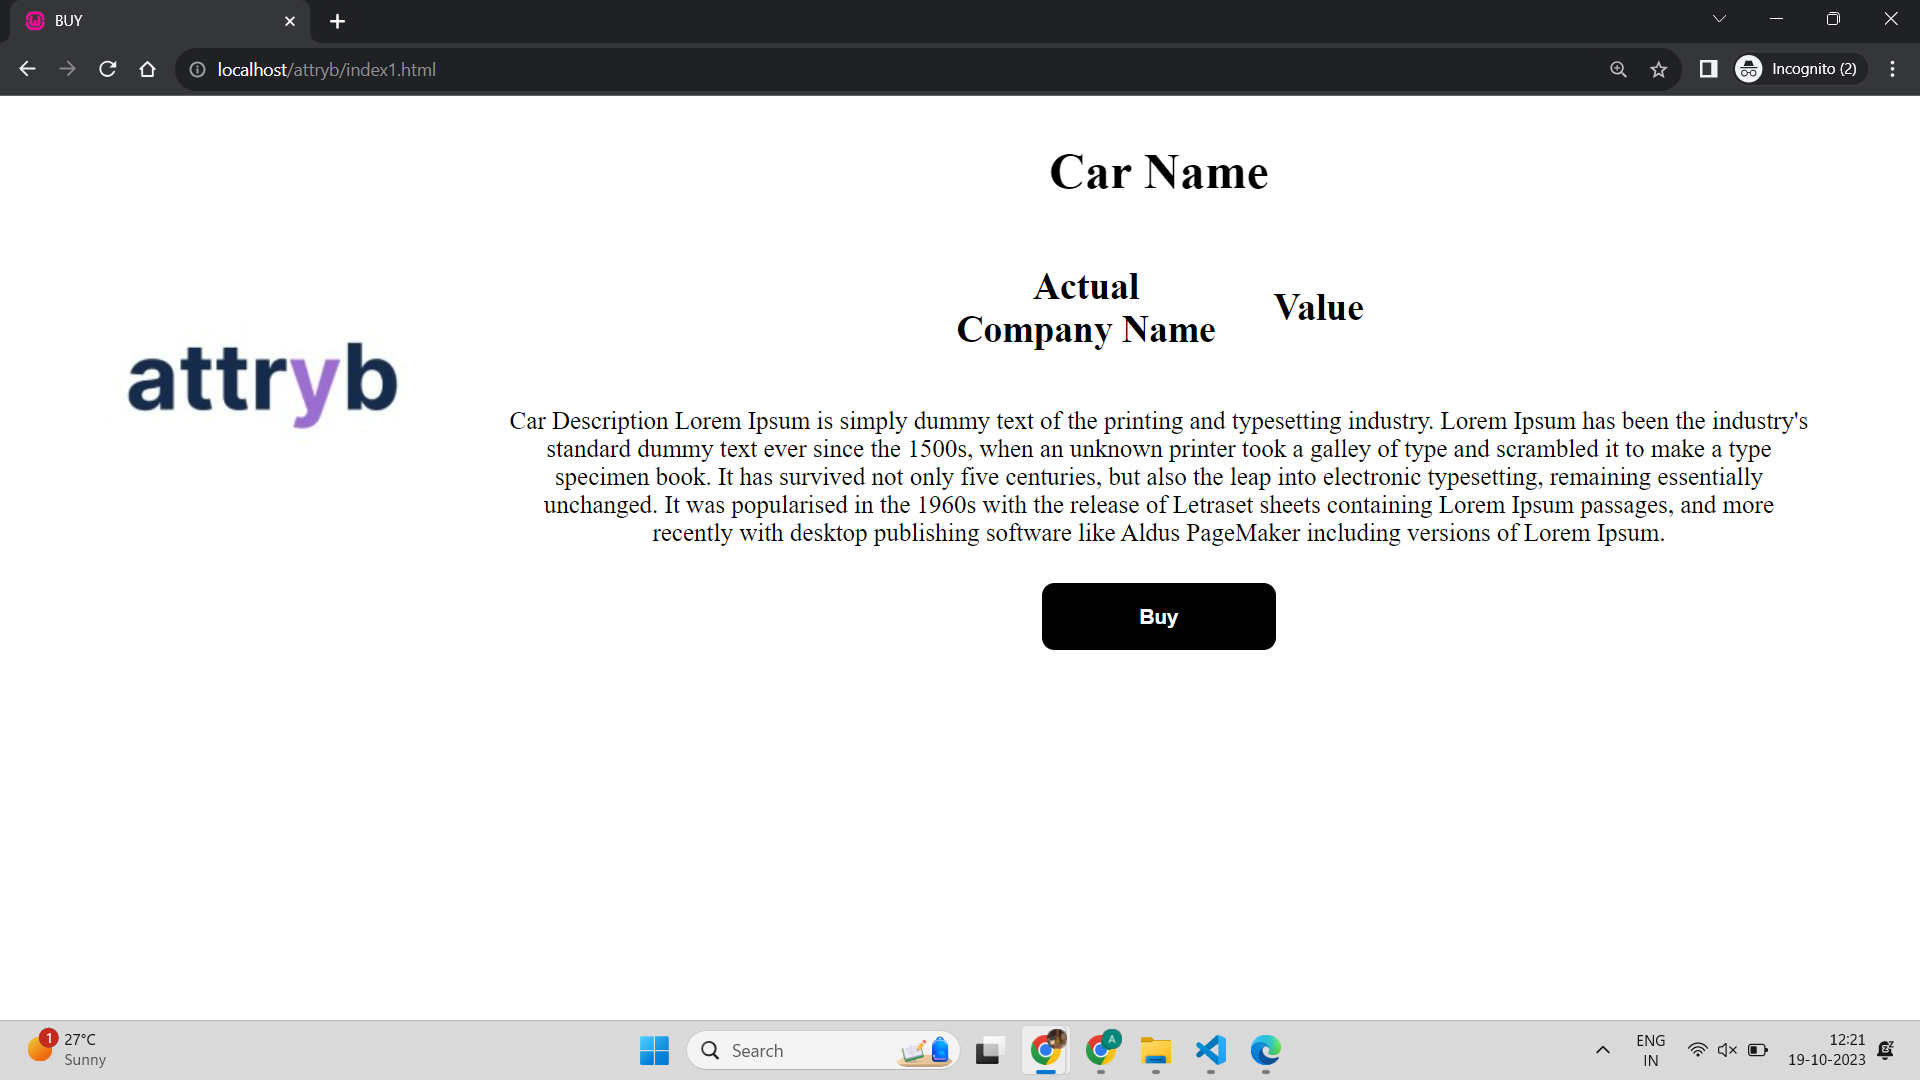 BUY
localhost/attryb/index1.html
Incognito (2)
Car Name
Actual
Company Name
Value
attryb
Car Description Lorem Ipsum is simply dummy text of the printing and typesetting industry. Lorem Ipsum has been the industry's
standard dummy text ever since the 1500s, when an unknown printer took a galley of type and scrambled it to make a type
specimen book. It has survived not only five centuries, but also the leap into electronic typesetting, remaining essentially
unchanged. It was popularised in the 1960s with the release of Letraset sheets containing Lorem Ipsum passages, and more
recently with desktop publishing software like Aldus PageMaker including versions of Lorem Ipsum.
Buy
1
27°C
Sunny
Search
A
ENG
IN
12:21
19-10-2023